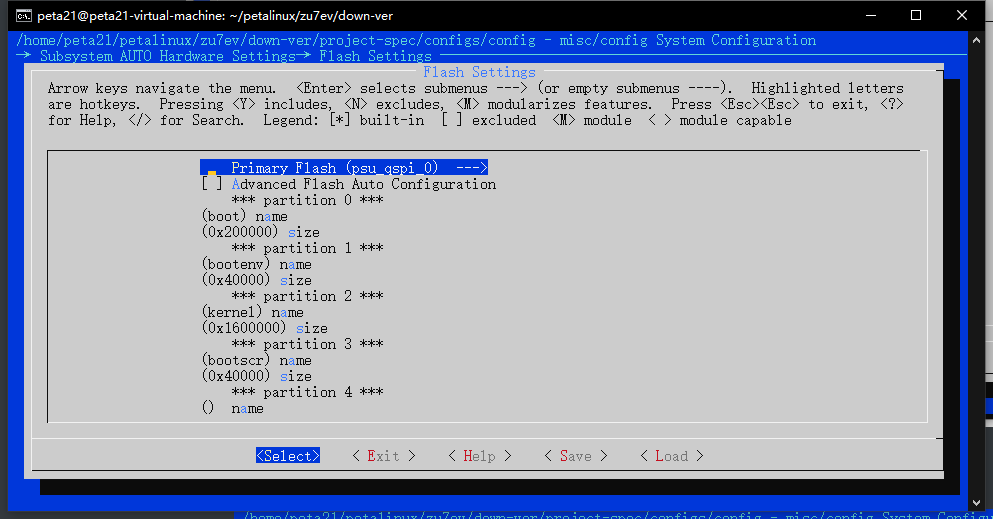 peta21@peta21-virtual-machine: ~/petalinux/zu7ev/down-ver
/home/peta21/petalinux/zu7ev/down-ver/project-spec/configs/config - misc/config System Configuration
→ Subsystem AUTO Hardware Settings → Flash Settings
Flash Settings
Arrow keys navigate the menu.  <Enter> selects submenus ---> (or empty submenus ----).  Highlighted letters
are hotkeys.  Pressing <Y> includes, <N> excludes, <M> modularizes features.  Press <Esc><Esc> to exit, <?>
for Help, </> for Search.  Legend: [*] built-in  [ ] excluded  <M> module  < > module capable
Primary Flash (psu_qspi_0)  --->
[ ] Advanced Flash Auto Configuration
*** partition 0 ***
(boot) name
(0x200000) size
*** partition 1 ***
(bootenv) name
(0x40000) size
*** partition 2 ***
(kernel) name
(0x1600000) size
*** partition 3 ***
(bootscr) name
(0x40000) size
*** partition 4 ***
()  name
<Select>    < Exit >    < Help >    < Save >    < Load >
/home/peta21/petalinux/zu7ev/down-ver/project-spec/configs/config - misc/config System Configu